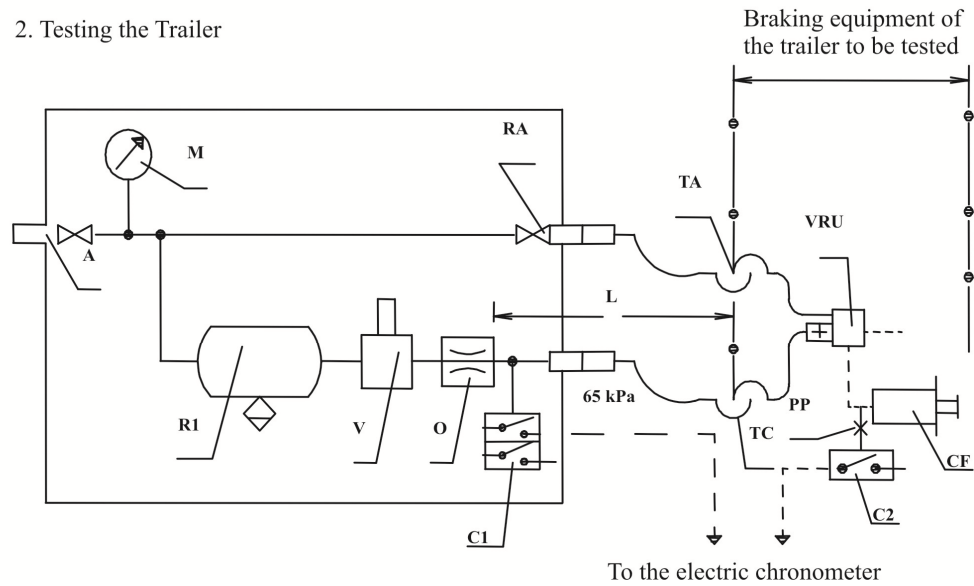 2. Testing the Trailer
Braking equipment of
the trailer to be tested
RA
M
TA
VRU
A
L
65 kPa
PP
R1
V
O
TC
CF
C1
C2
To the electric chronometer